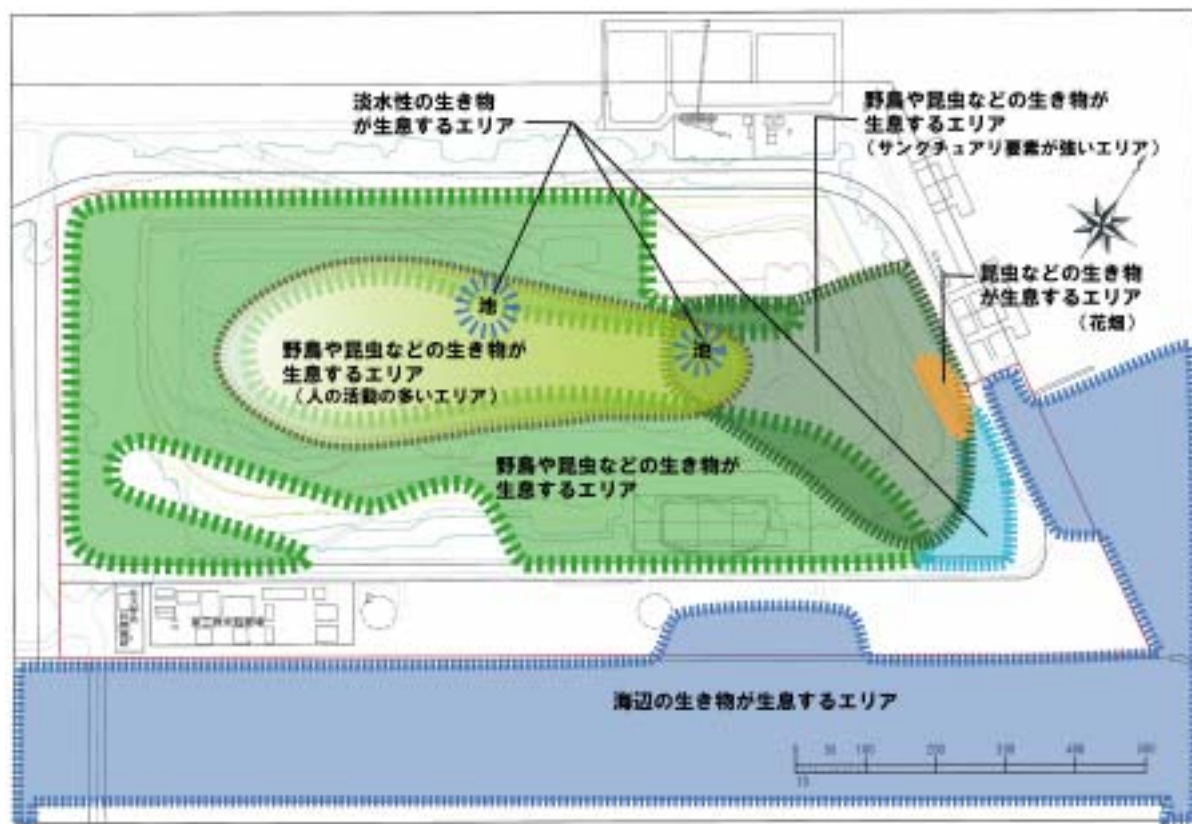 淡水性の生き物
が生息するエリア
野鳥や昆虫などの生き物が
生息するエリア
（サンクチュアリ要素が強いエリア）
昆虫などの生き物
が生息するエリア
（花畑）
池
池
野鳥や昆虫などの生き物が
生息するエリア
（人の活動の多いエリア）
野鳥や昆虫などの生き物が
生息するエリア
海辺の生き物が生息するエリア
0 50 100 200 300 400 500